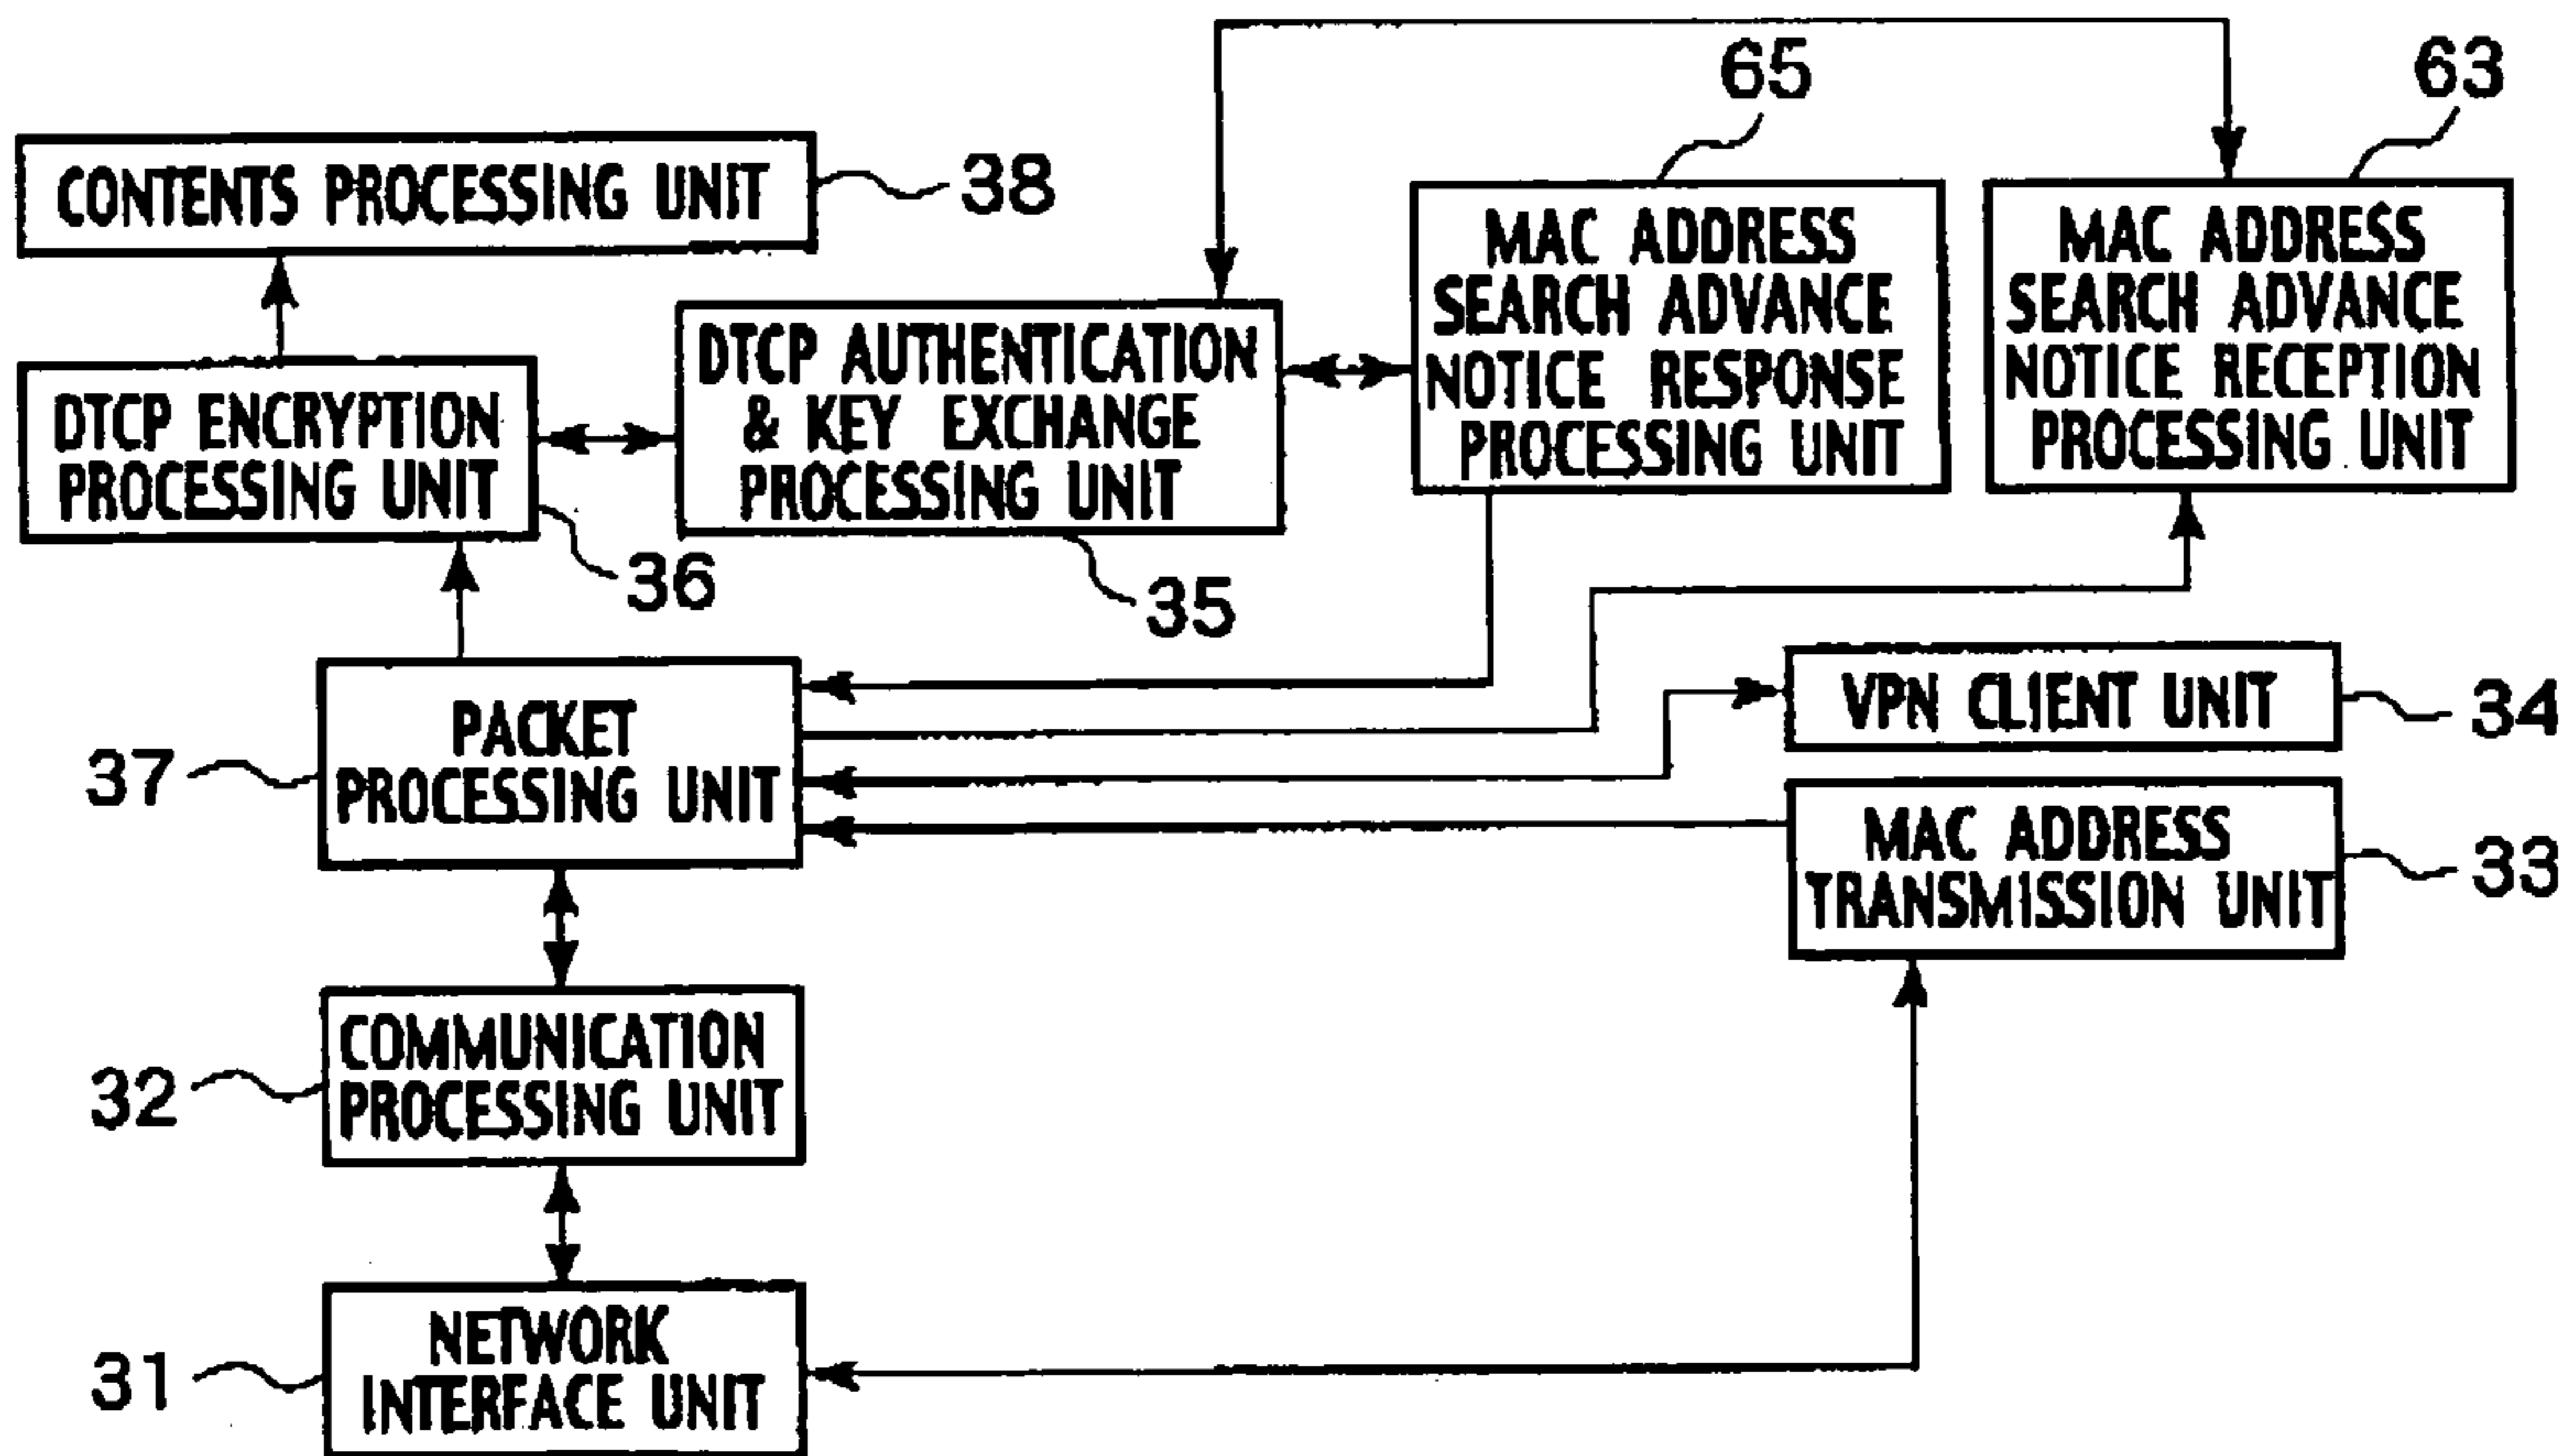 65
63
CONTENTS PROCESSING UNIT
38
MAC ADDRESS
SEARCH ADVANCE
NOTICE RESPONSE
PROCESSING UNIT
MAC ADDRESS
SEARCH ADVANCE
NOTICE RECEPTION
PROCESSING UNIT
DTCP ENCRYPTION
PROCESSING UNIT
36
DTCP AUTHENTICATION
& KEY EXCHANGE
PROCESSING UNIT
35
PACKET
PROCESSING UNIT
37
VPN CLIENT UNIT
34
MAC ADDRESS
TRANSMISSION UNIT
33
COMMUNICATION
PROCESSING UNIT
32
NETWORK
INTERFACE UNIT
31